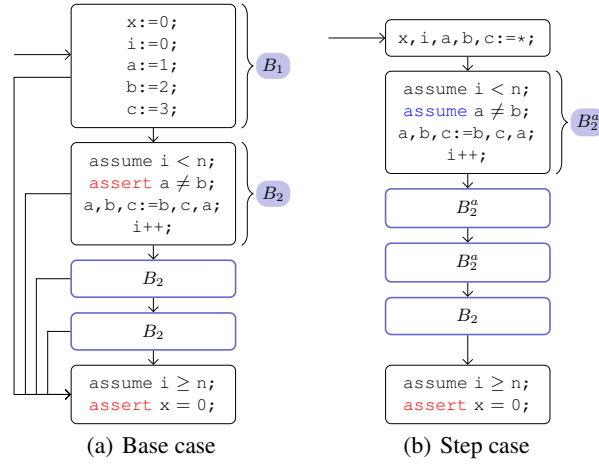 x:=0;
i:=0;
a:=1;
b:=2;
c:=3;
B₁
assume i < n;
assert a ≠ b;
a,b,c:=b,c,a;
i++;
B₂
B₂
B₂
assume i ≥ n;
assert x = 0;
(a) Base case
x,i,a,b,c:=*;
assume i < n;
assume a ≠ b;
a,b,c:=b,c,a;
i++;
B₂ᵃ
B₂ᵃ
B₂ᵃ
B₂
assume i ≥ n;
assert x = 0;
(b) Step case